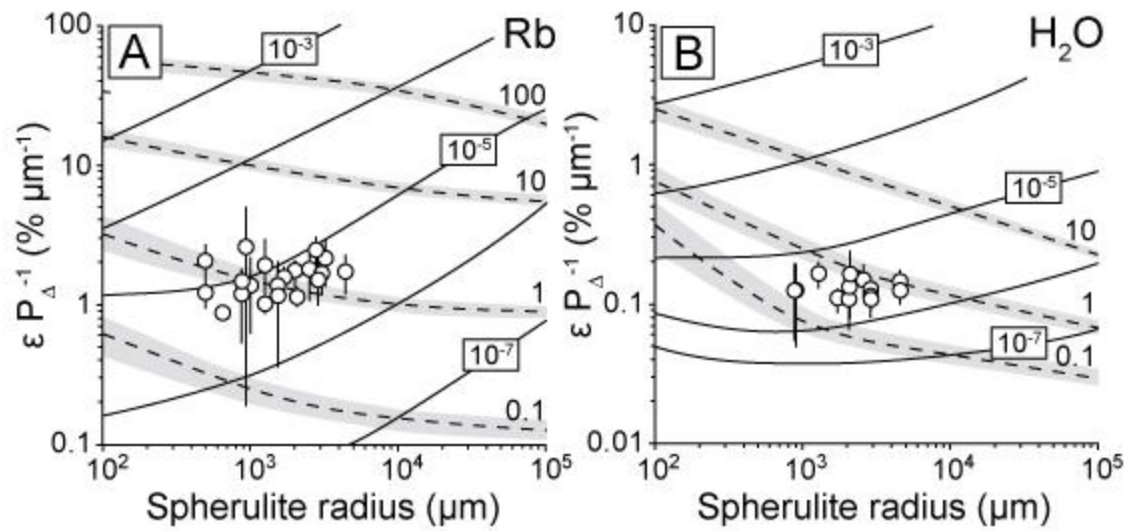 A
Rb
100
10
1
0.1
ε P_Δ^-1 (% μm^-1)
10^-3
10^-5
10^-7
100
10
1
0.1
10^2 10^3 10^4 10^5
Spherulite radius (μm)
B
H_2O
10
1
0.1
0.01
ε P_Δ^-1 (% μm^-1)
10^-3
10^-5
10^-7
10
1
0.1
10^2 10^3 10^4 10^5
Spherulite radius (μm)